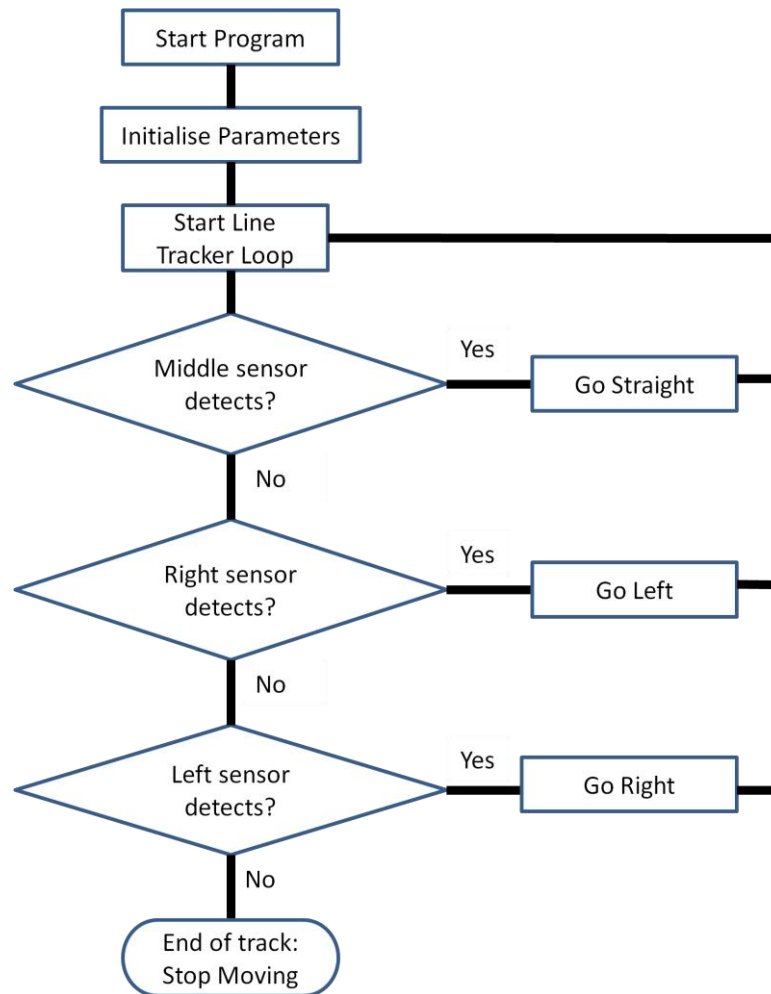 Start Program
Initialise Parameters
Start Line
Tracker Loop
Middle sensor
detects?
Yes
Go Straight
No
Right sensor
detects?
Yes
Go Left
No
Left sensor
detects?
Yes
Go Right
No
End of track:
Stop Moving